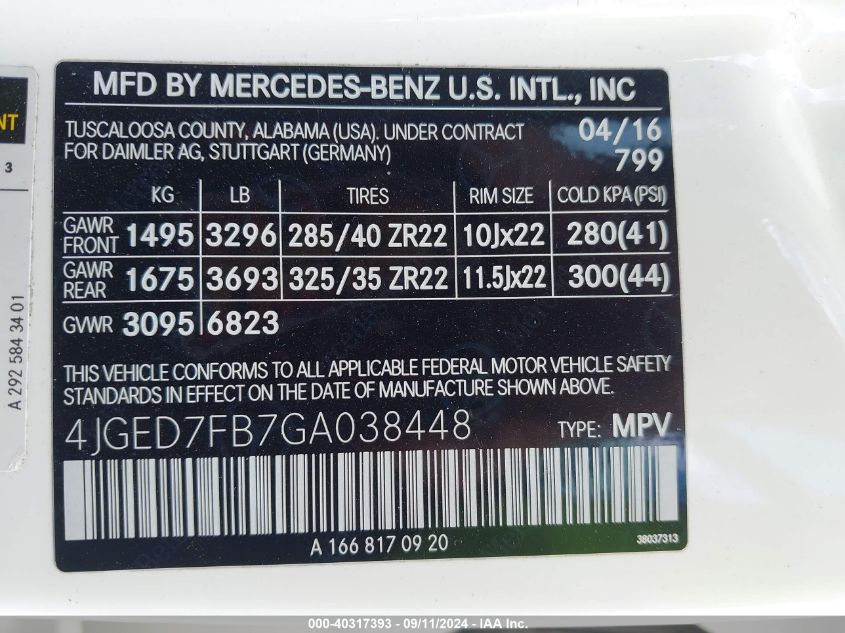 MFD BY MERCEDES-BENZ U.S. INTL., INC
TUSCALOOSA COUNTY, ALABAMA (USA). UNDER CONTRACT
FOR DAIMLER AG, STUTTGART (GERMANY)
04/16
799
KG LB TIRES RIM SIZE COLD KPA (PSI)
GAWR FRONT 1495 3296 285/40 ZR22 10Jx22 280(41)
GAWR REAR 1675 3693 325/35 ZR22 11.5Jx22 300(44)
GVWR 3095 6823
THIS VEHICLE CONFORMS TO ALL APPLICABLE FEDERAL MOTOR VEHICLE SAFETY
STANDARDS IN EFFECT ON THE DATE OF MANUFACTURE SHOWN ABOVE.
4JGED7FB7GA038448 TYPE: MPV
A 166 817 09 20
38037313
NT
3
A 292 584 34 01
000-40317393 - 09/11/2024 - IAA Inc.